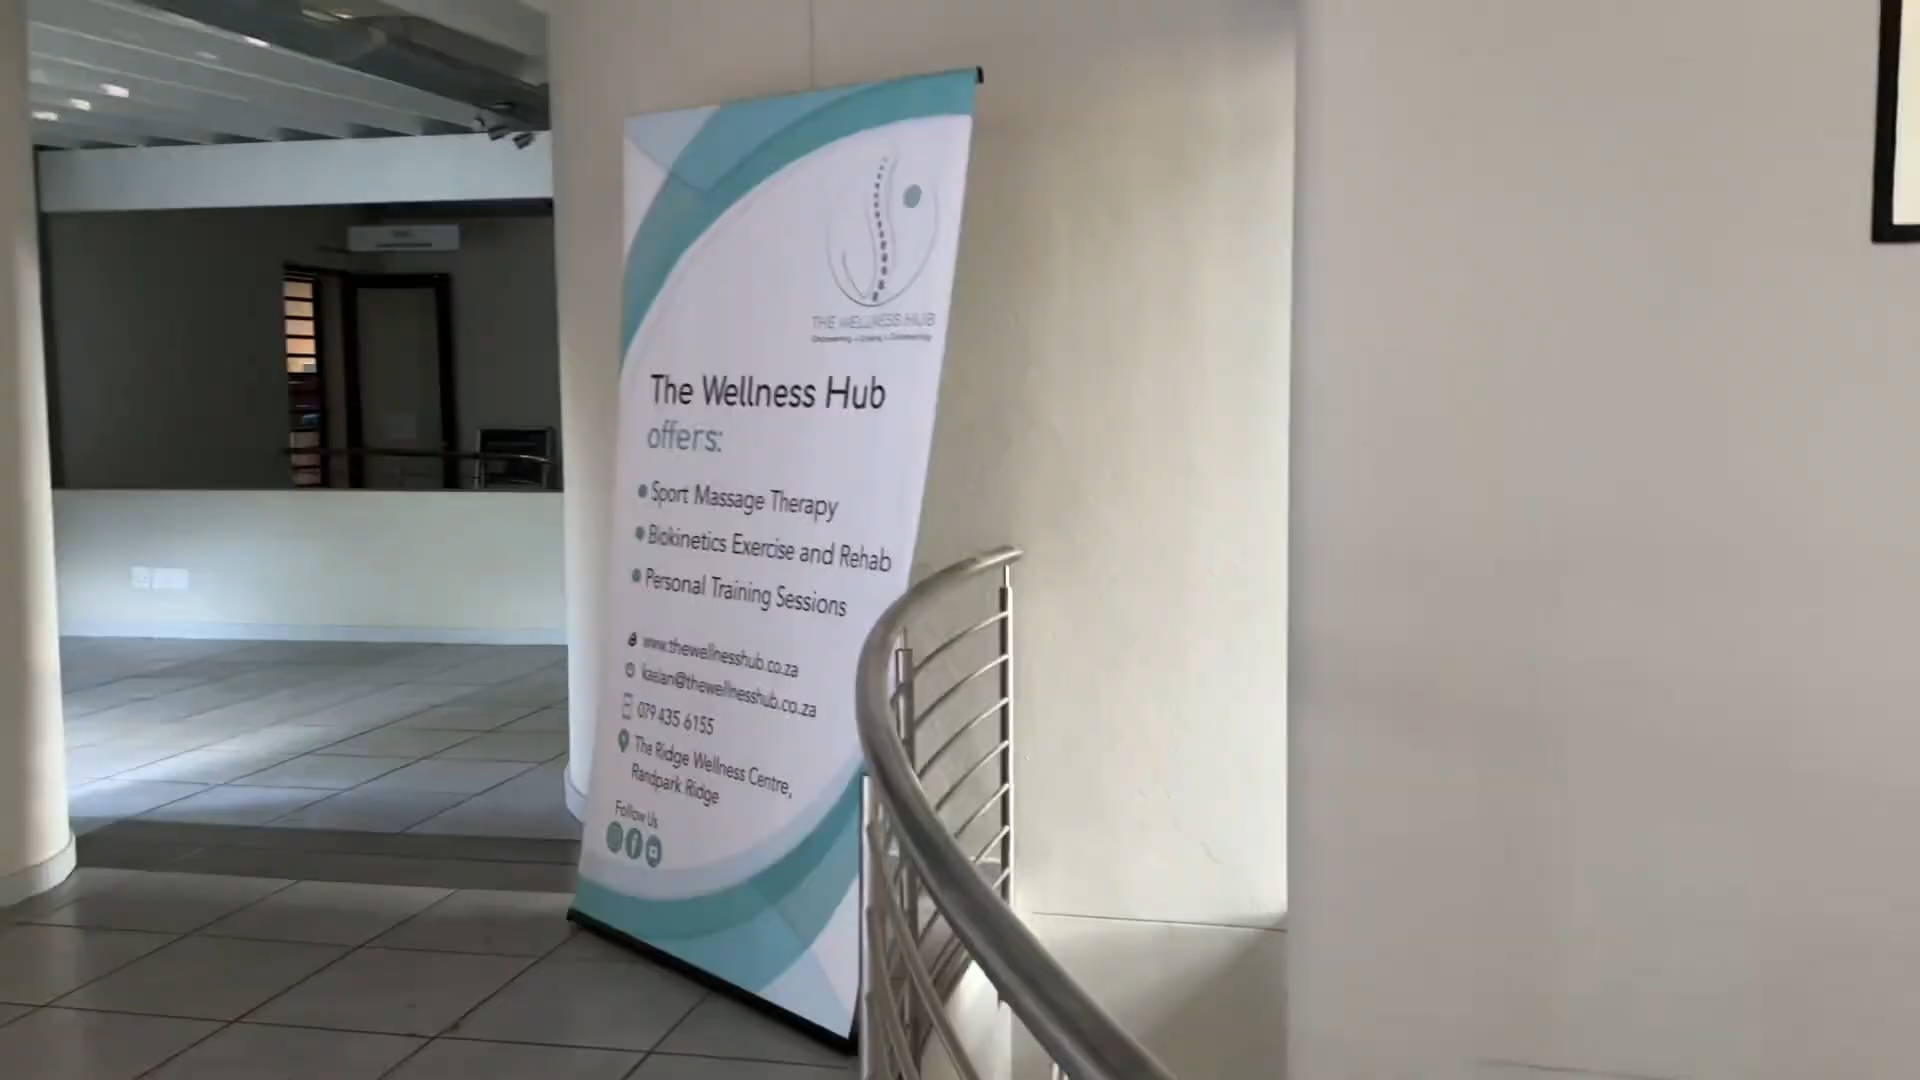 THE WELLNESS HUB
The Wellness Hub
offers:
Sport Massage Therapy
Biokinetics Exercise and Rehab
Personal Training Sessions
www.thewellnesshub.co.za
kaelan@thewellnesshub.co.za
079 435 6155
The Ridge Wellness Centre,
Randpark Ridge
Follow Us